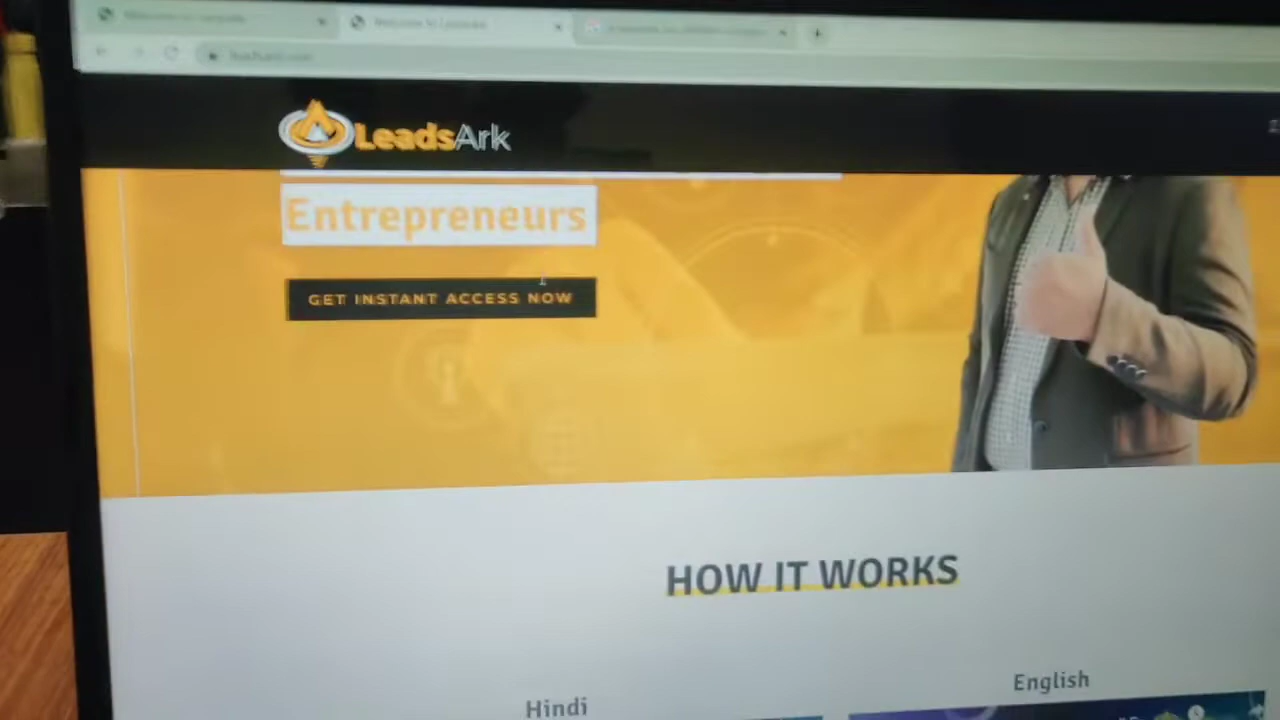 LeadsArk
Entrepreneurs
GET INSTANT ACCESS NOW
HOW IT WORKS
Hindi
English